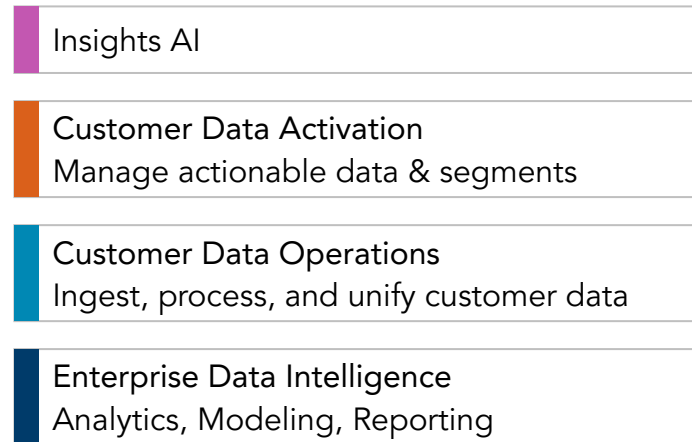 Insights AI
Customer Data Activation
Manage actionable data & segments
Customer Data Operations
Ingest, process, and unify customer data
Enterprise Data Intelligence
Analytics, Modeling, Reporting